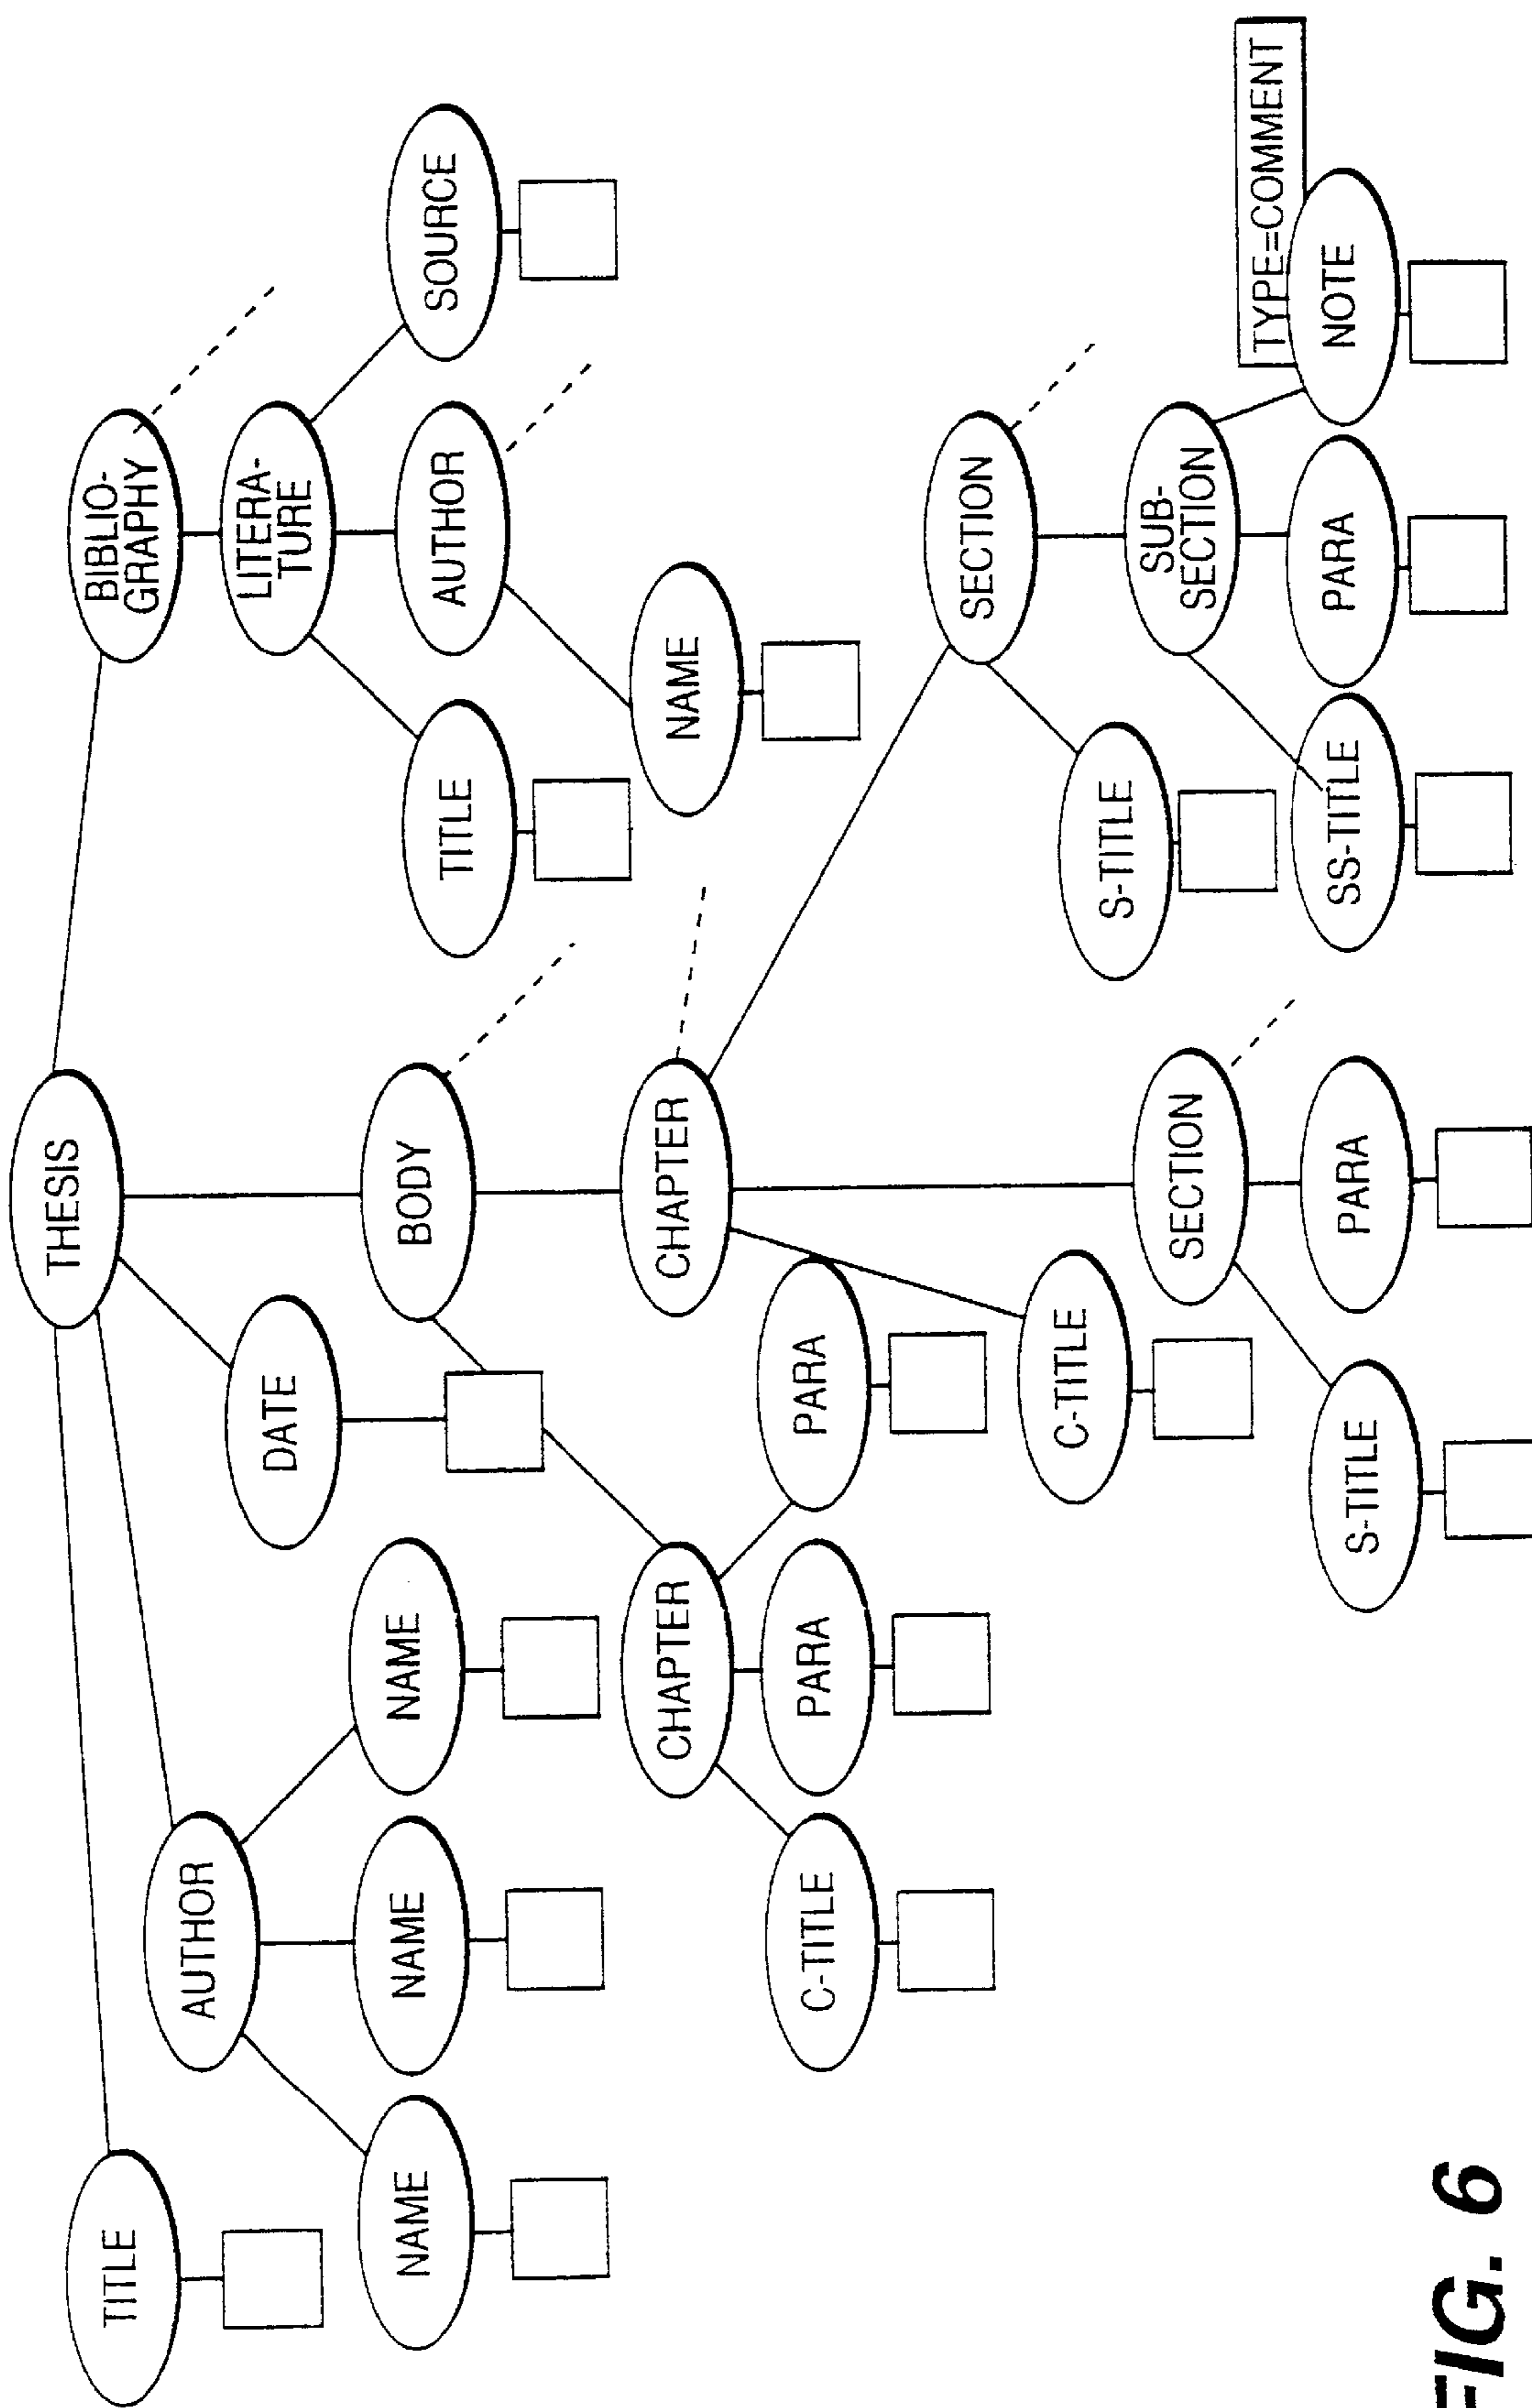 THESIS
TITLE
AUTHOR
DATE
BIBLIO-
GRAPHY
NAME
NAME
NAME
BODY
LITERA-
TURE
TITLE
AUTHOR
SOURCE
NAME
CHAPTER
CHAPTER
C-TITLE
PARA
PARA
C-TITLE
SECTION
SECTION
S-TITLE
PARA
S-TITLE
SUB-
SECTION
SS-TITLE
PARA
NOTE
TYPE=COMMENT
FIG. 6